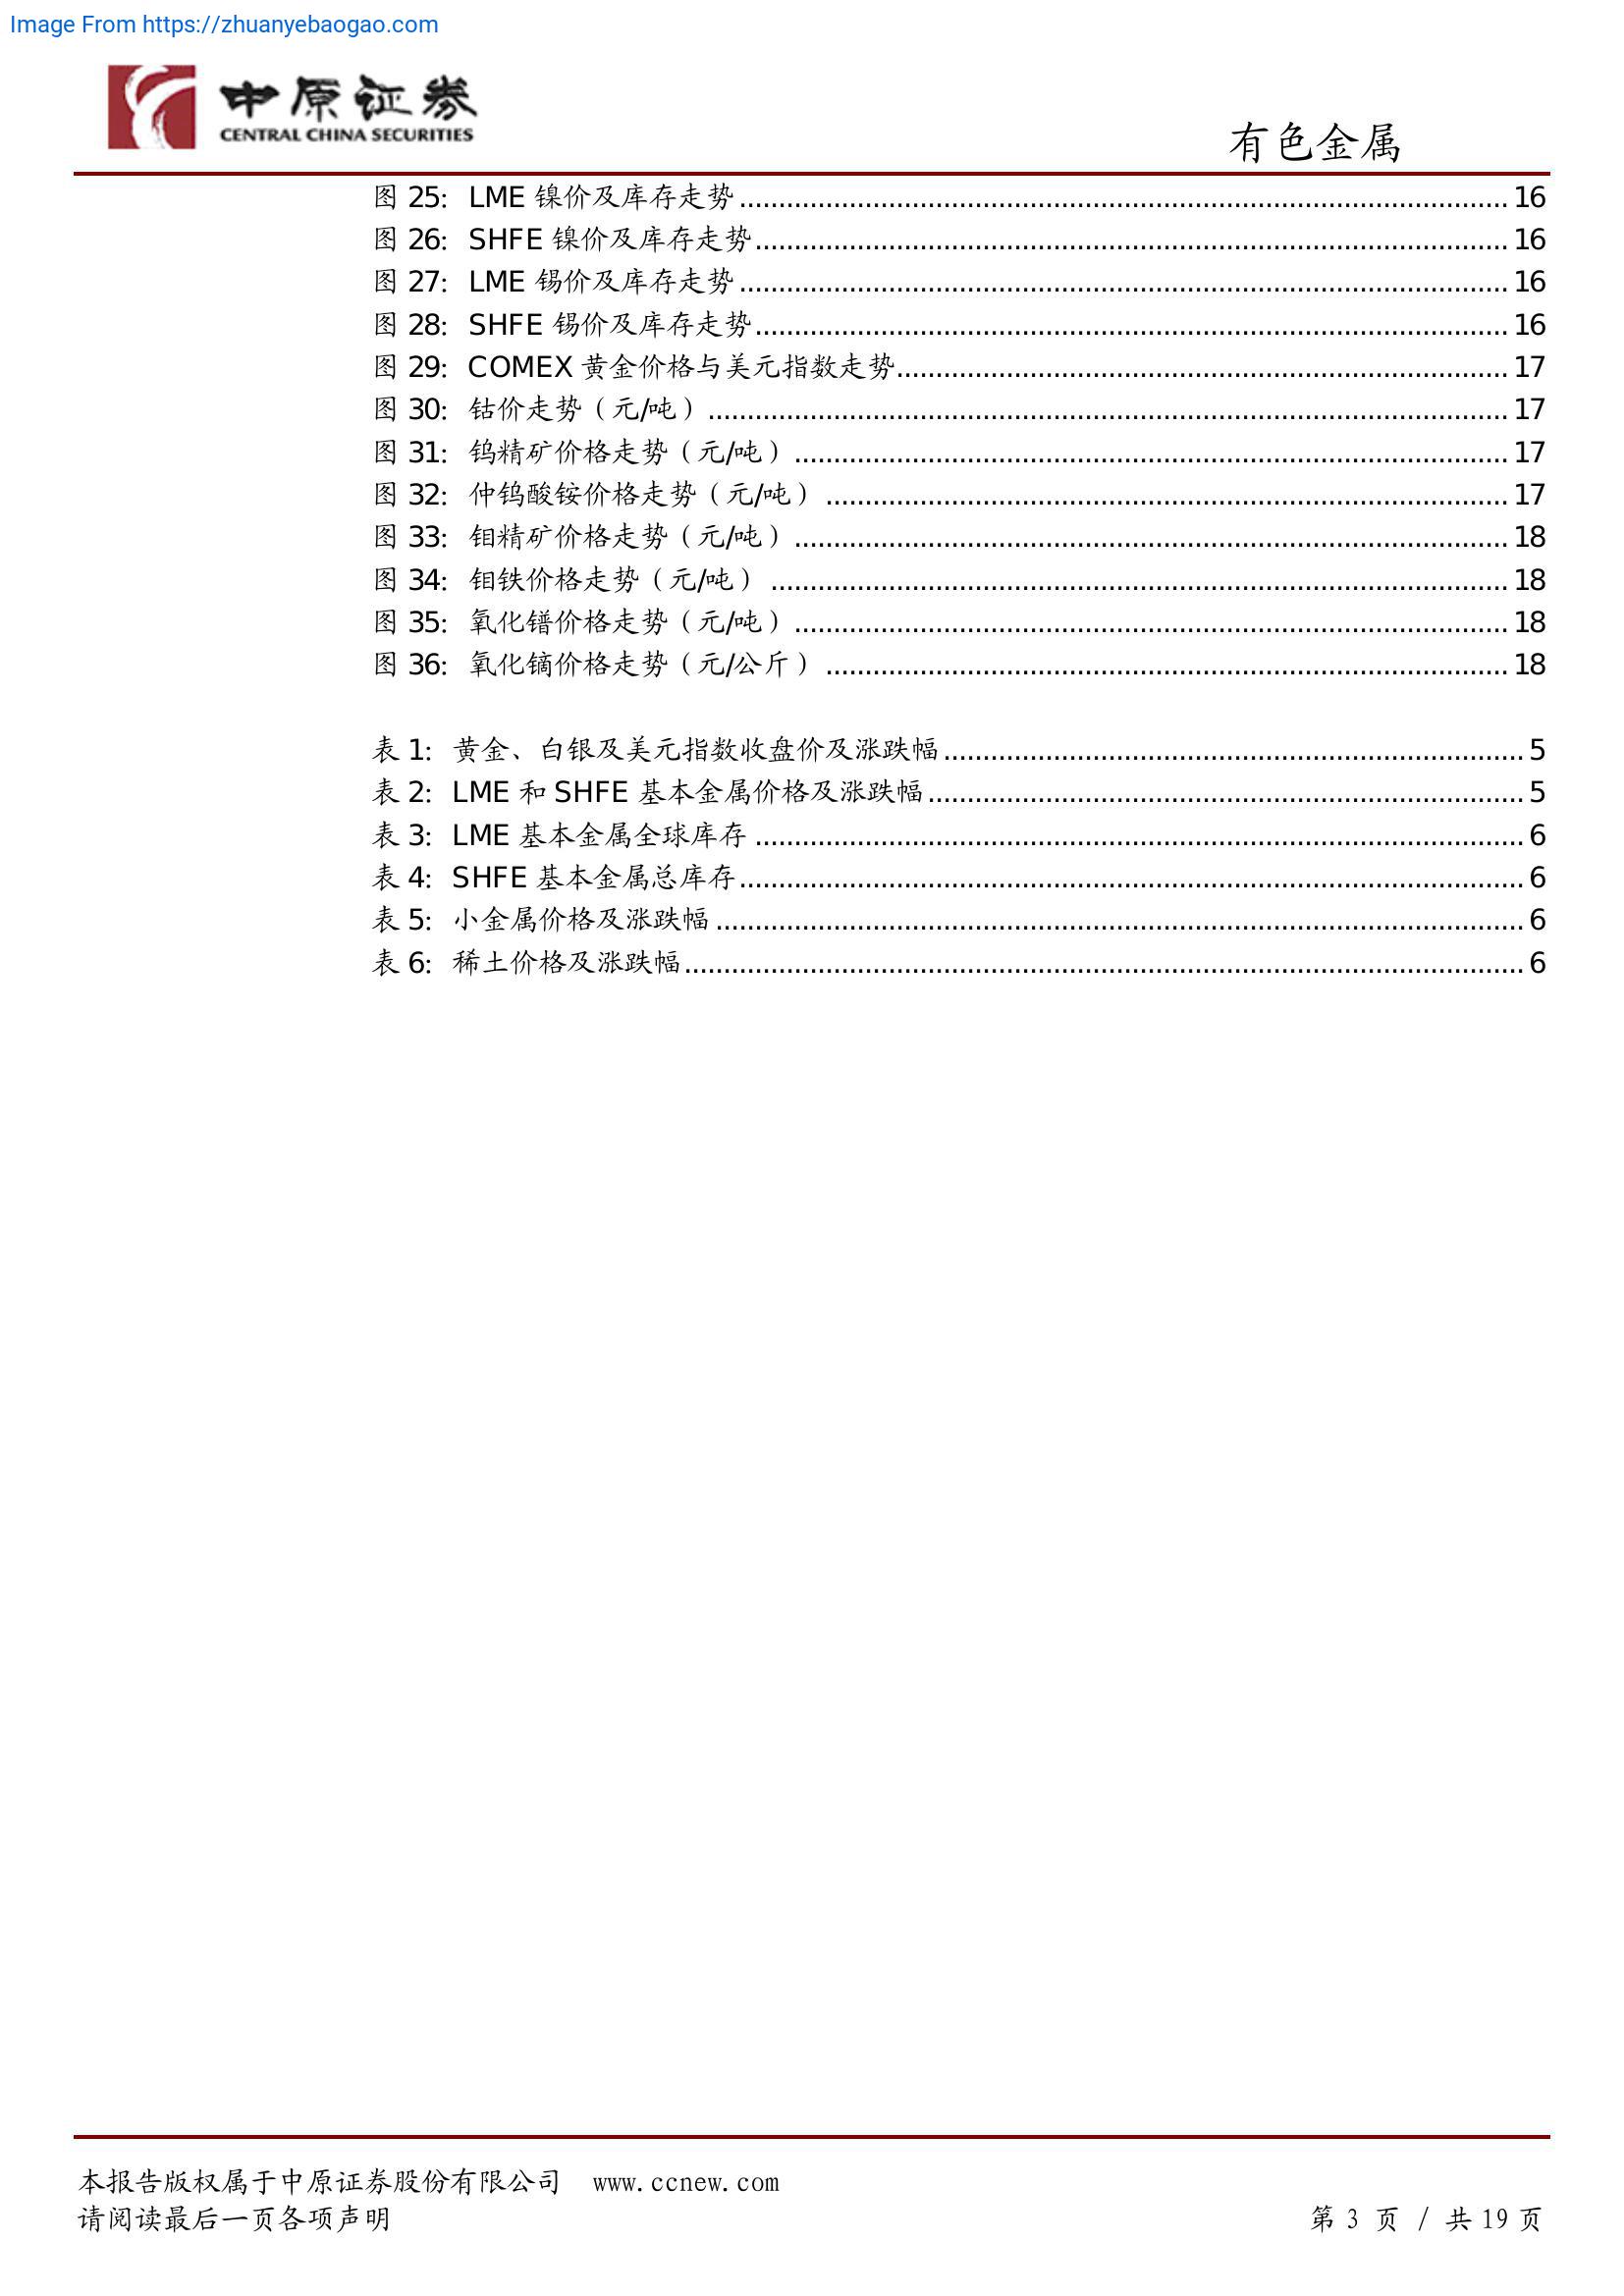 Image From https://zhuanyebaogao.com
中原证券
CENTRAL CHINA SECURITIES
有色金属
图 25: LME 镍价及库存走势 16
图 26: SHFE 镍价及库存走势 16
图 27: LME 锡价及库存走势 16
图 28: SHFE 锡价及库存走势 16
图 29: COMEX 黄金价格与美元指数走势 17
图 30: 钴价走势（元/吨） 17
图 31: 钨精矿价格走势（元/吨） 17
图 32: 仲钨酸铵价格走势（元/吨） 17
图 33: 钼精矿价格走势（元/吨） 18
图 34: 钼铁价格走势（元/吨） 18
图 35: 氧化镨价格走势（元/吨） 18
图 36: 氧化镝价格走势（元/公斤） 18
表 1: 黄金、白银及美元指数收盘价及涨跌幅 5
表 2: LME 和 SHFE 基本金属价格及涨跌幅 5
表 3: LME 基本金属全球库存 6
表 4: SHFE 基本金属总库存 6
表 5: 小金属价格及涨跌幅 6
表 6: 稀土价格及涨跌幅 6
本报告版权属于中原证券股份有限公司 www.ccnew.com
请阅读最后一页各项声明
第 3 页 / 共 19 页